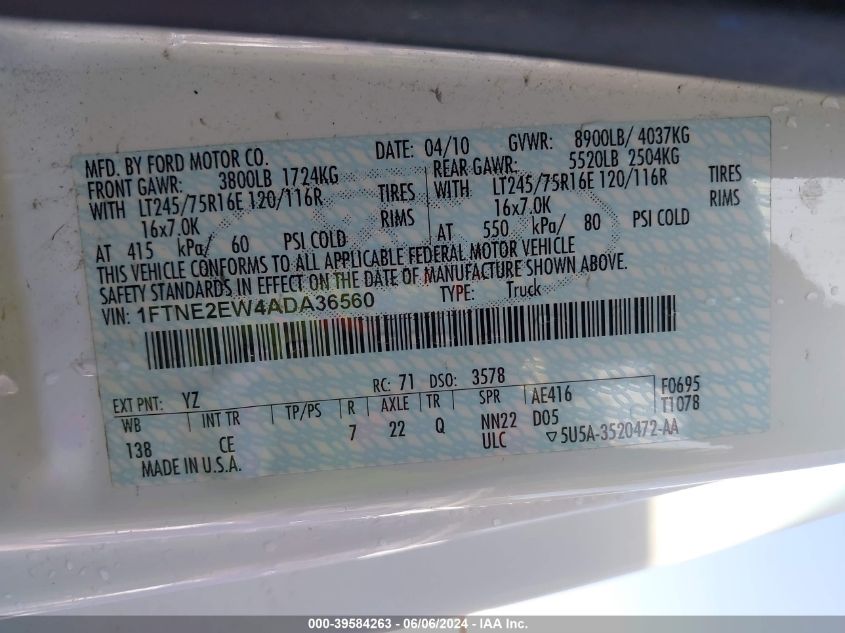 DATE: 04/10 GVWR: 8900LB/ 4037KG
MFD. BY FORD MOTOR CO.
FRONT GAWR: 3800LB 1724KG REAR GAWR: 5520LB 2504KG
WITH LT245/75R16E 120/116R TIRES WITH LT245/75R16E 120/116R TIRES
16x7.0K RIMS 16x7.0K RIMS
AT 415 kPa/ 60 PSI COLD AT 550 kPa/ 80 PSI COLD
THIS VEHICLE CONFORMS TO ALL APPLICABLE FEDERAL MOTOR VEHICLE
SAFETY STANDARDS IN EFFECT ON THE DATE OF MANUFACTURE SHOWN ABOVE.
VIN: 1FTNE2EW4ADA36560 TYPE: Truck
EXT PNT: YZ RC: 71 DSO: 3578
WB INT TR TP/PS R AXLE TR SPR AE416 F0695
138 CE 7 22 Q NN22 D05 T1078
MADE IN U.S.A. ULC ▽5U5A-3520472-AA
000-39584263 - 06/06/2024 - IAA Inc.